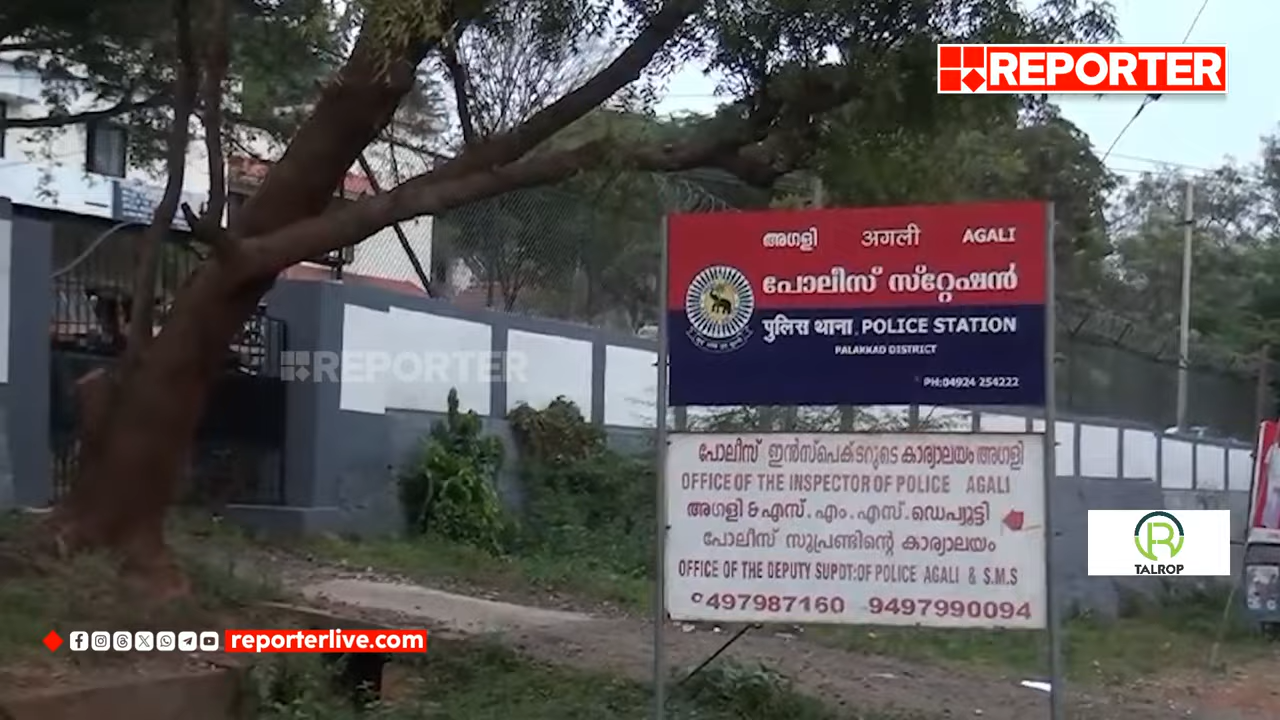 REPORTER
അഗളി अगली AGALI
പോലീസ് സ്റ്റേഷൻ
पुलिस थाना POLICE STATION
PALAKKAD DISTRICT
PH:04924 254222
REPORTER
പോലീസ് ഇൻസ്പെക്ടറുടെ കാര്യാലയം അഗളി
OFFICE OF THE INSPECTOR OF POLICE AGALI
അഗളി & എസ്.എം.എസ്.ഡെപ്യൂട്ടി
പോലീസ് സൂപ്രണ്ടിന്റെ കാര്യാലയം
OFFICE OF THE DEPUTY SUPDT:OF POLICE AGALI & S.M.S
9497987160 9497990094
TALROP
reporterlive.com